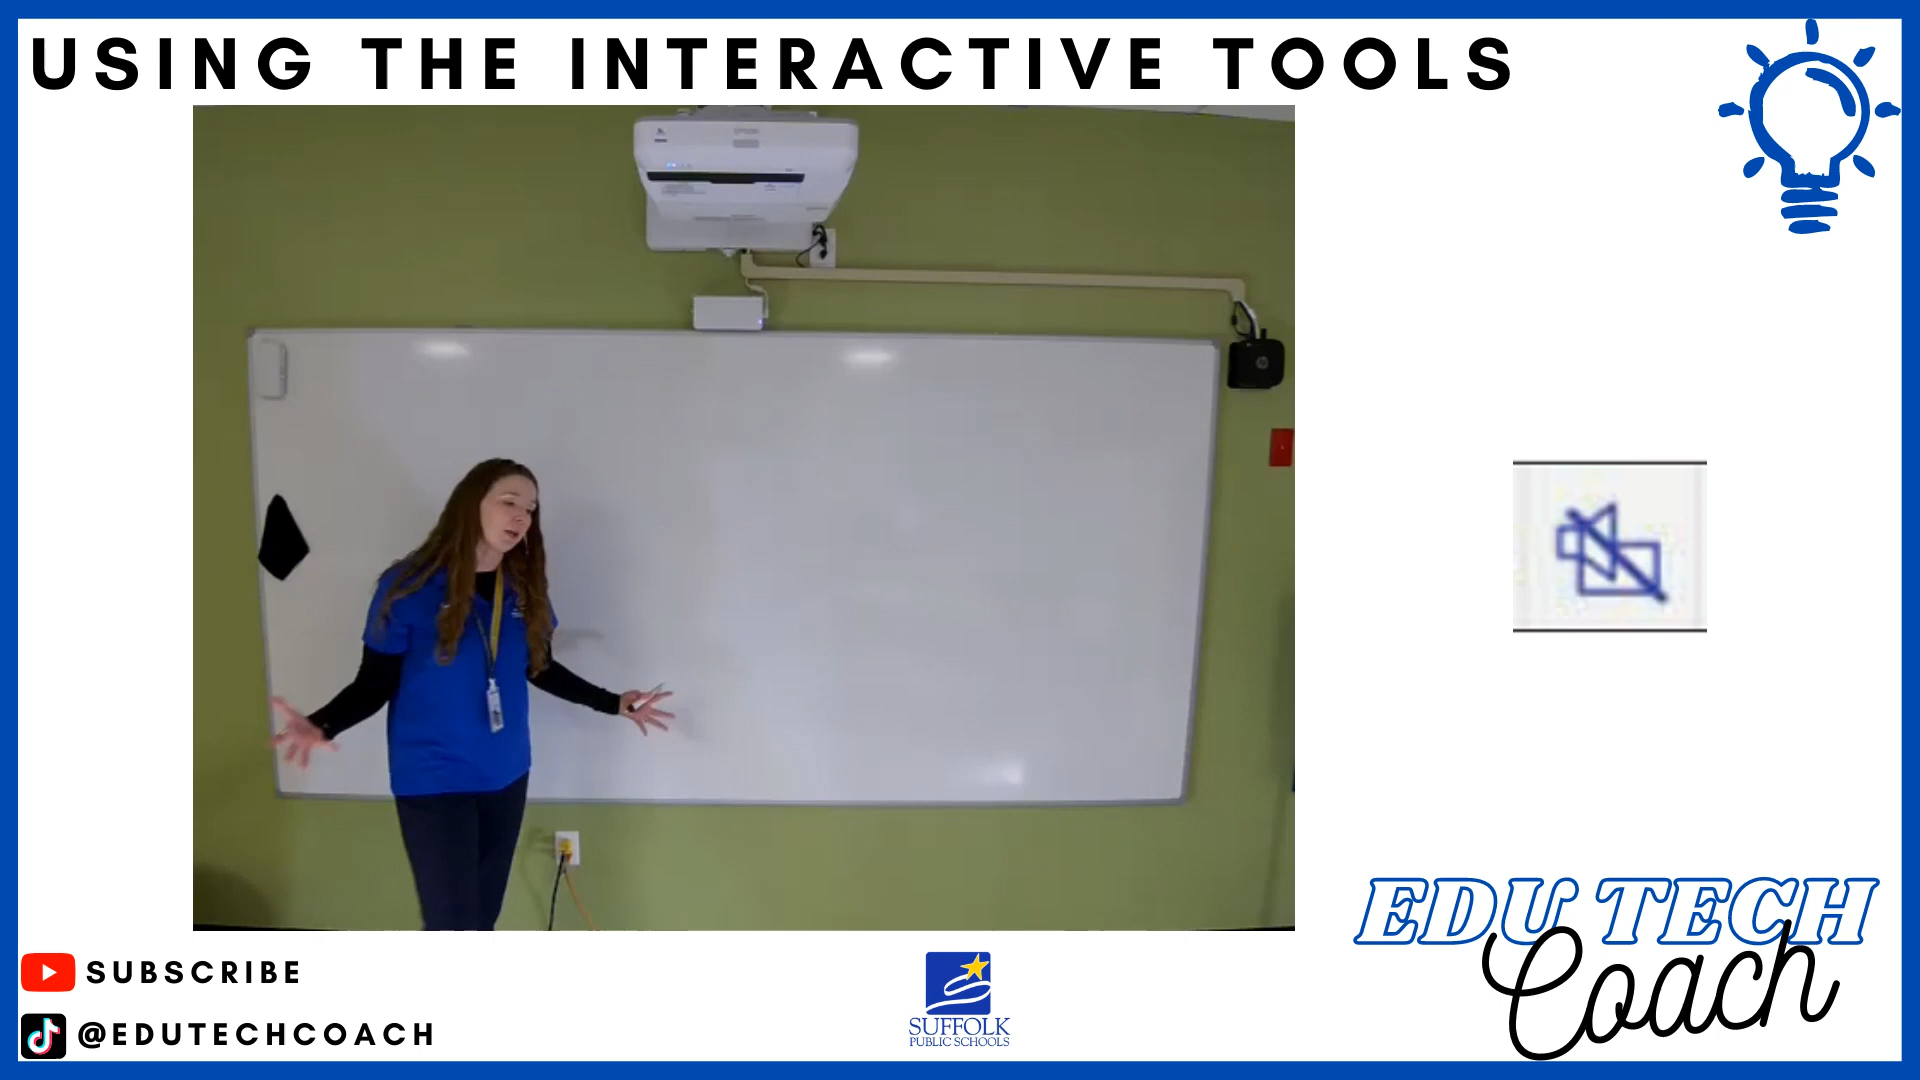 USING THE INTERACTIVE TOOLS
SUBSCRIBE
@EDUTECHCOACH
SUFFOLK
PUBLIC SCHOOLS
EDU TECH
Coach